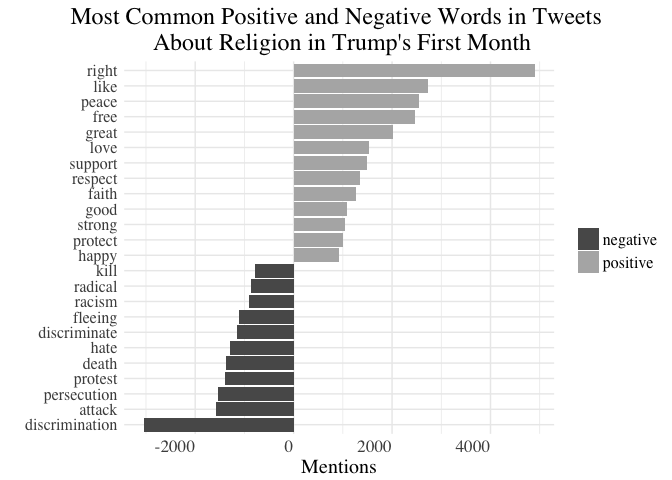 Most Common Positive and Negative Words in Tweets
About Religion in Trump's First Month
right
like
peace
free
great
love
support
respect
faith
good
strong
protect
happy
kill
radical
racism
fleeing
discriminate
hate
death
protest
persecution
attack
discrimination
negative
positive
-2000 0 2000 4000
Mentions